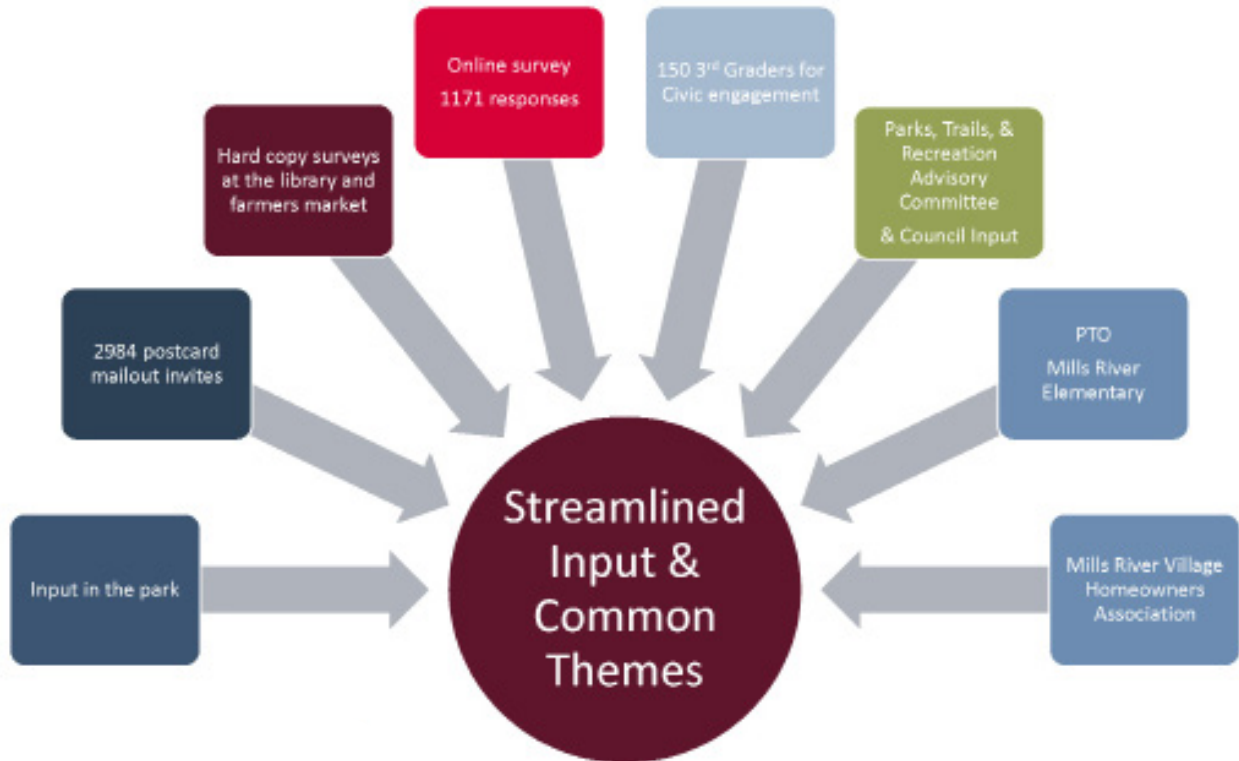 Online survey
1171 responses
150 3rd Graders for
Civic engagement
Hard copy surveys
at the library and
farmers market
Parks, Trails, &
Recreation
Advisory
Committee
& Council Input
2984 postcard
mailout invites
PTO
Mills River
Elementary
Input in the park
Streamlined
Input &
Common
Themes
Mills River Village
Homeowners
Association